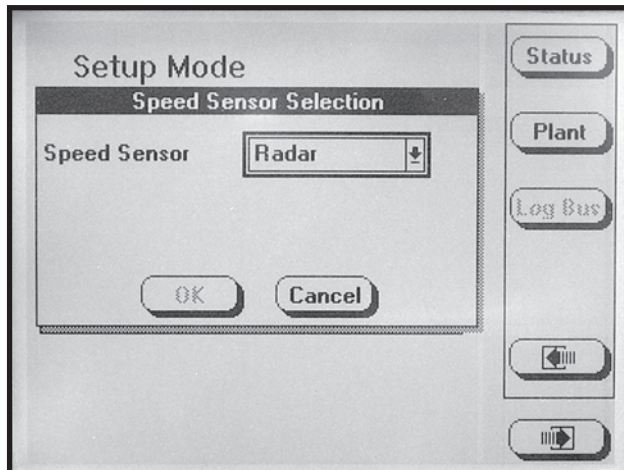 Setup Mode
Speed Sensor Selection
Speed Sensor Radar
OK Cancel
Status
Plant
Log Bus